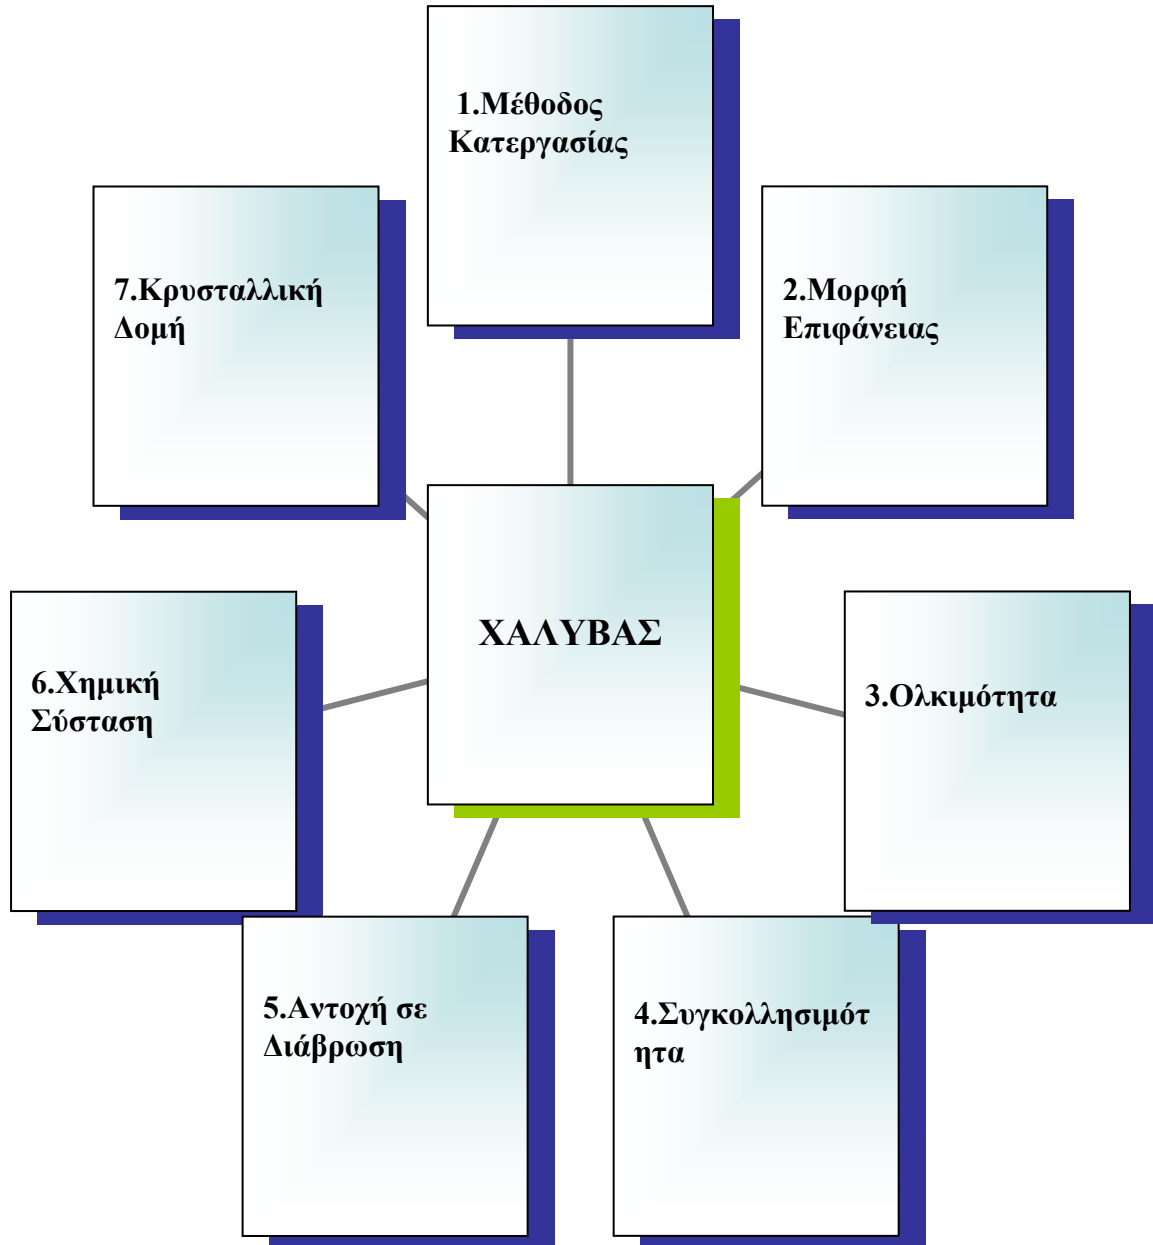 1.Μέθοδος
Κατεργασίας
2.Μορφή
Επιφάνειας
3.Ολκιμότητα
4.Συγκολλησιμότ
ητα
5.Αντοχή σε
Διάβρωση
6.Χημική
Σύσταση
7.Κρυσταλλική
Δομή
ΧΑΛΥΒΑΣ